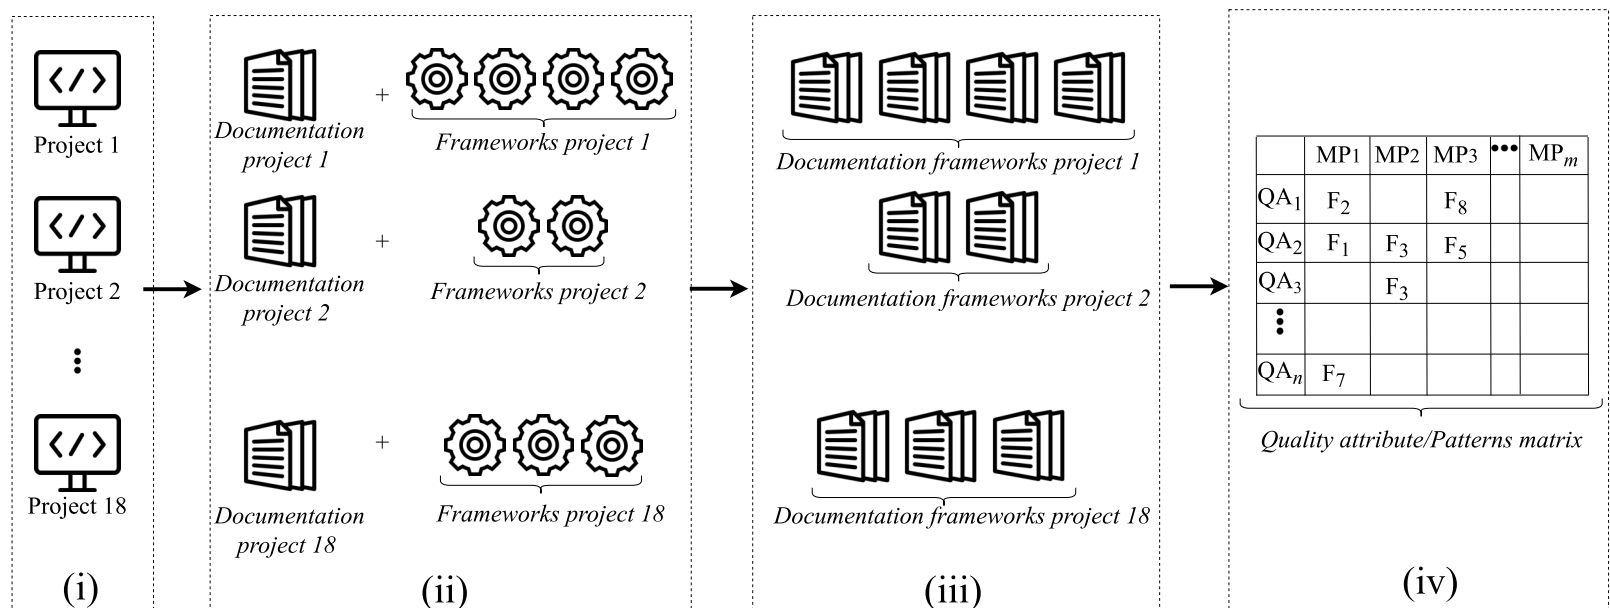 Project 1
Project 2
Project 18
(i)
Documentation
project 1
+
Frameworks project 1
Documentation
project 2
+
Frameworks project 2
Documentation
project 18
+
Frameworks project 18
(ii)
Documentation frameworks project 1
Documentation frameworks project 2
Documentation frameworks project 18
(iii)
MP1 MP2 MP3 ••• MPm
QA1 F2 F8
QA2 F1 F3 F5
QA3 F3
QAn F7
Quality attribute/Patterns matrix
(iv)